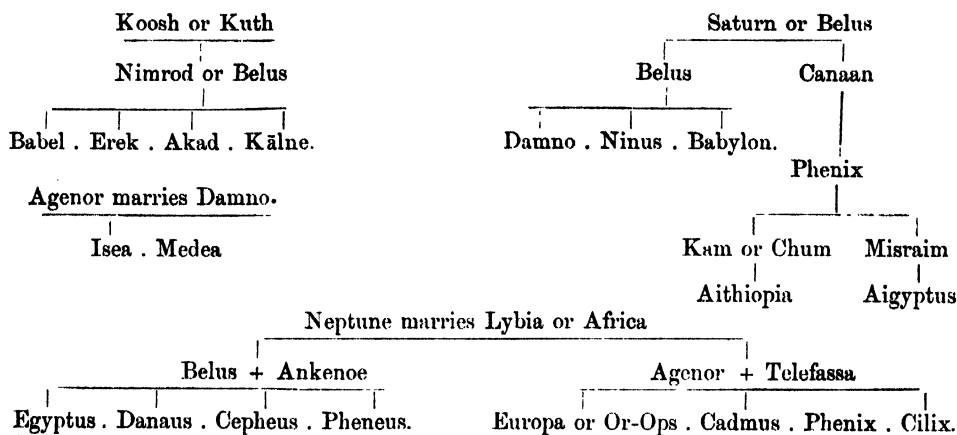 Koosh or Kuth
Nimrod or Belus
Babel . Erek . Akad . Kālne.
Agenor marries Damno.
Isea . Medea
Saturn or Belus
Belus Canaan
Damno . Ninus . Babylon.
Phenix
Kam or Chum Misraim
Aithiopia Aigyptus
Neptune marries Lybia or Africa
Belus + Ankenoe Agenor + Telefassa
Egyptus . Danaus . Cepheus . Pheneus. Europa or Or-Ops . Cadmus . Phenix . Cilix.